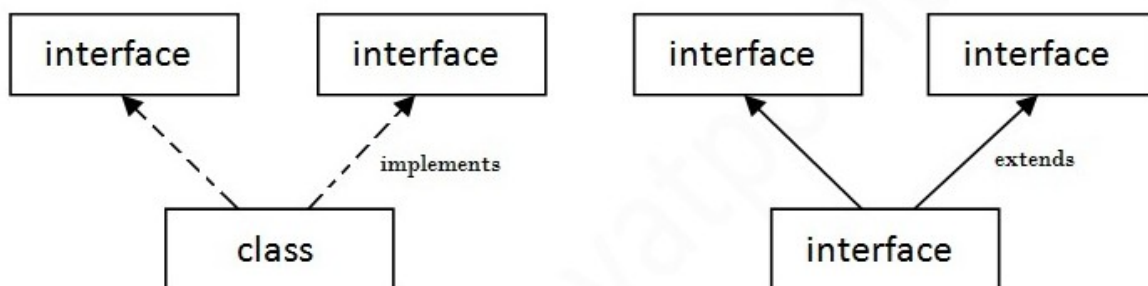 interface
interface
implements
class
interface
interface
extends
interface